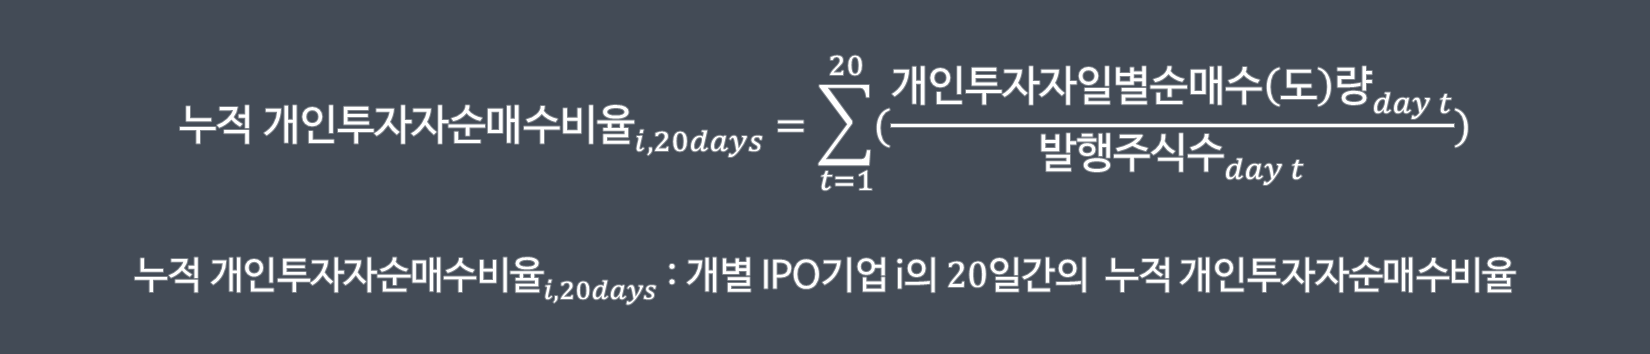 누적 개인투자자순매수비율i,20days = ∑(t=1 to 20) (개인투자자일별순매수(도)량day t / 발행주식수day t)
누적 개인투자자순매수비율i,20days : 개별 IPO기업 i의 20일간의 누적 개인투자자순매수비율